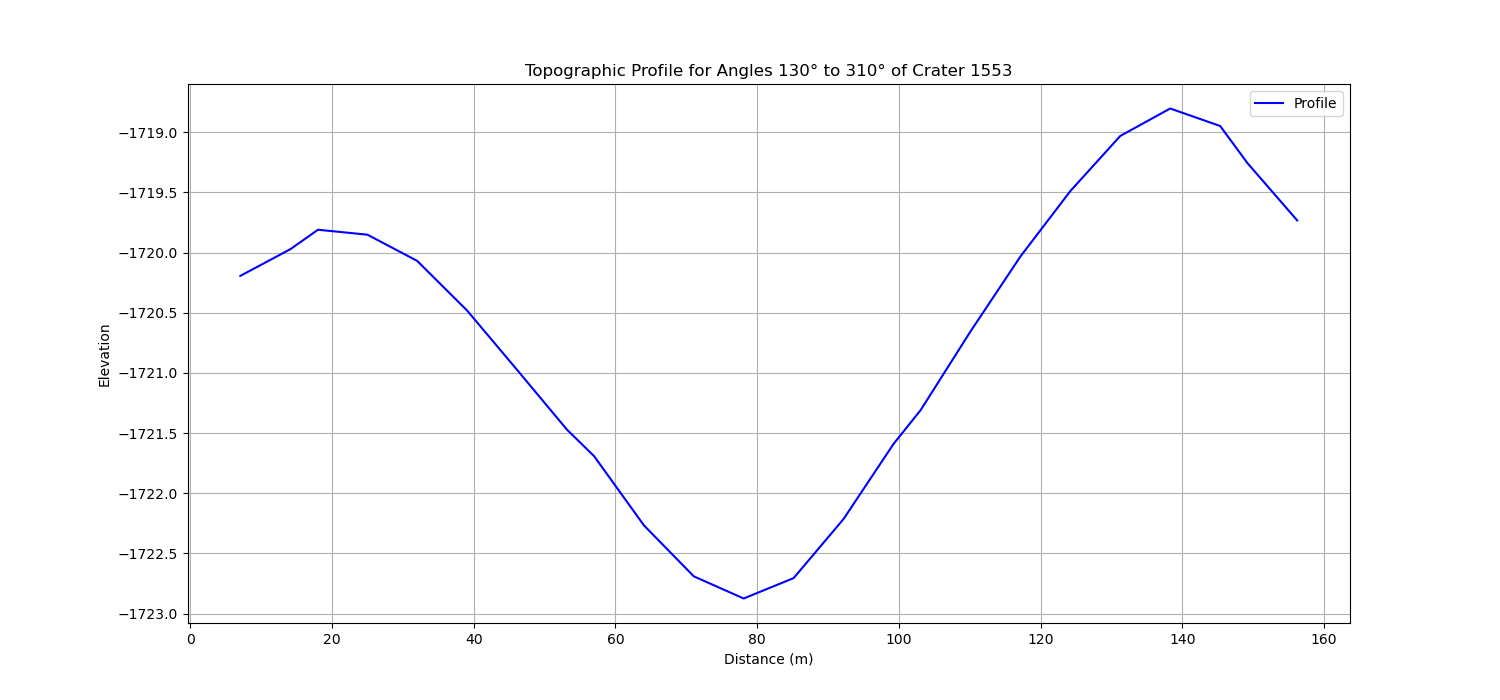 Topographic Profile for Angles 130° to 310° of Crater 1553
Profile
−1719.0
−1719.5
−1720.0
−1720.5
−1721.0
−1721.5
−1722.0
−1722.5
−1723.0
Elevation
0 20 40 60 80 100 120 140 160
Distance (m)